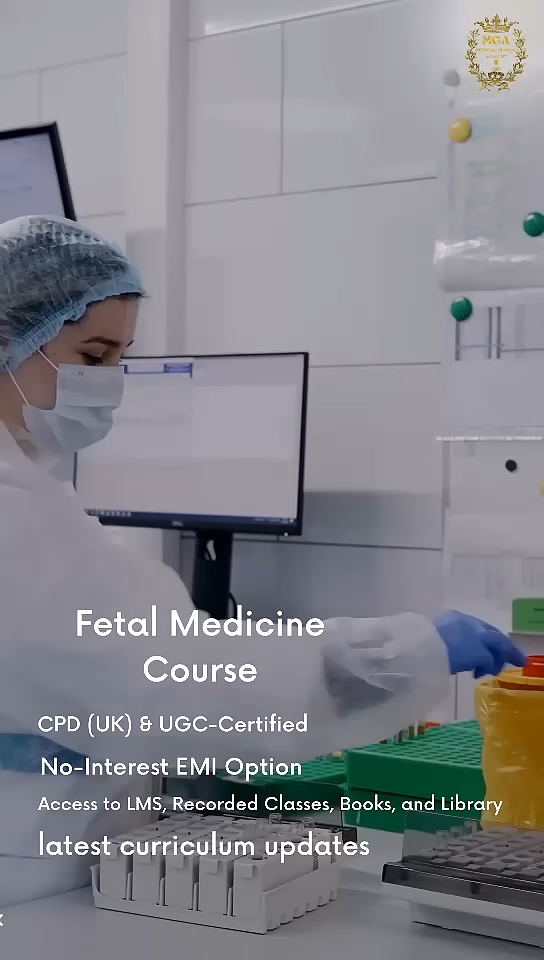 MGA
Fetal Medicine
Course
CPD (UK) & UGC-Certified
No-Interest EMI Option
Access to LMS, Recorded Classes, Books, and Library
latest curriculum updates